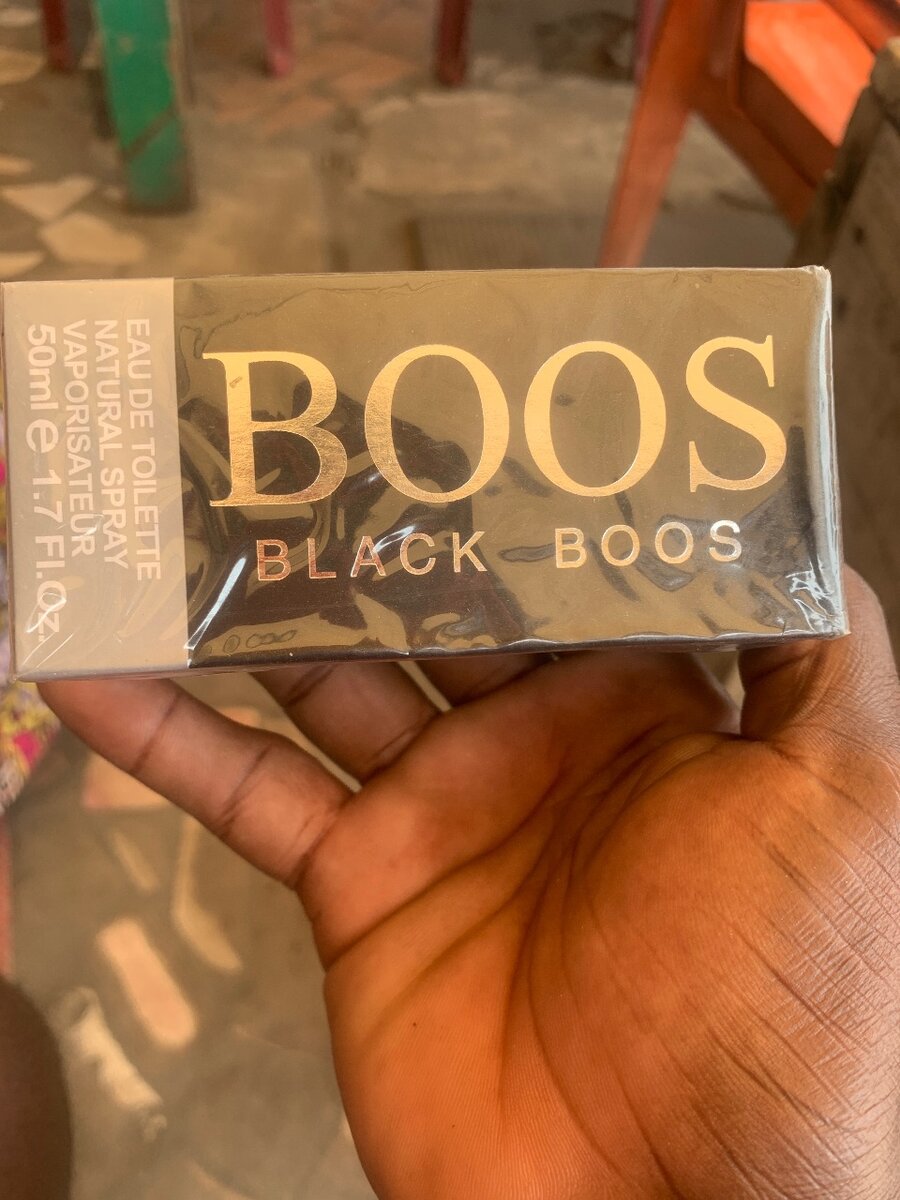 BOOS
BLACK BOOS
EAU DE TOILETTE
NATURAL SPRAY
VAPORISATEUR
50ml e 1.7 Fl.Oz.